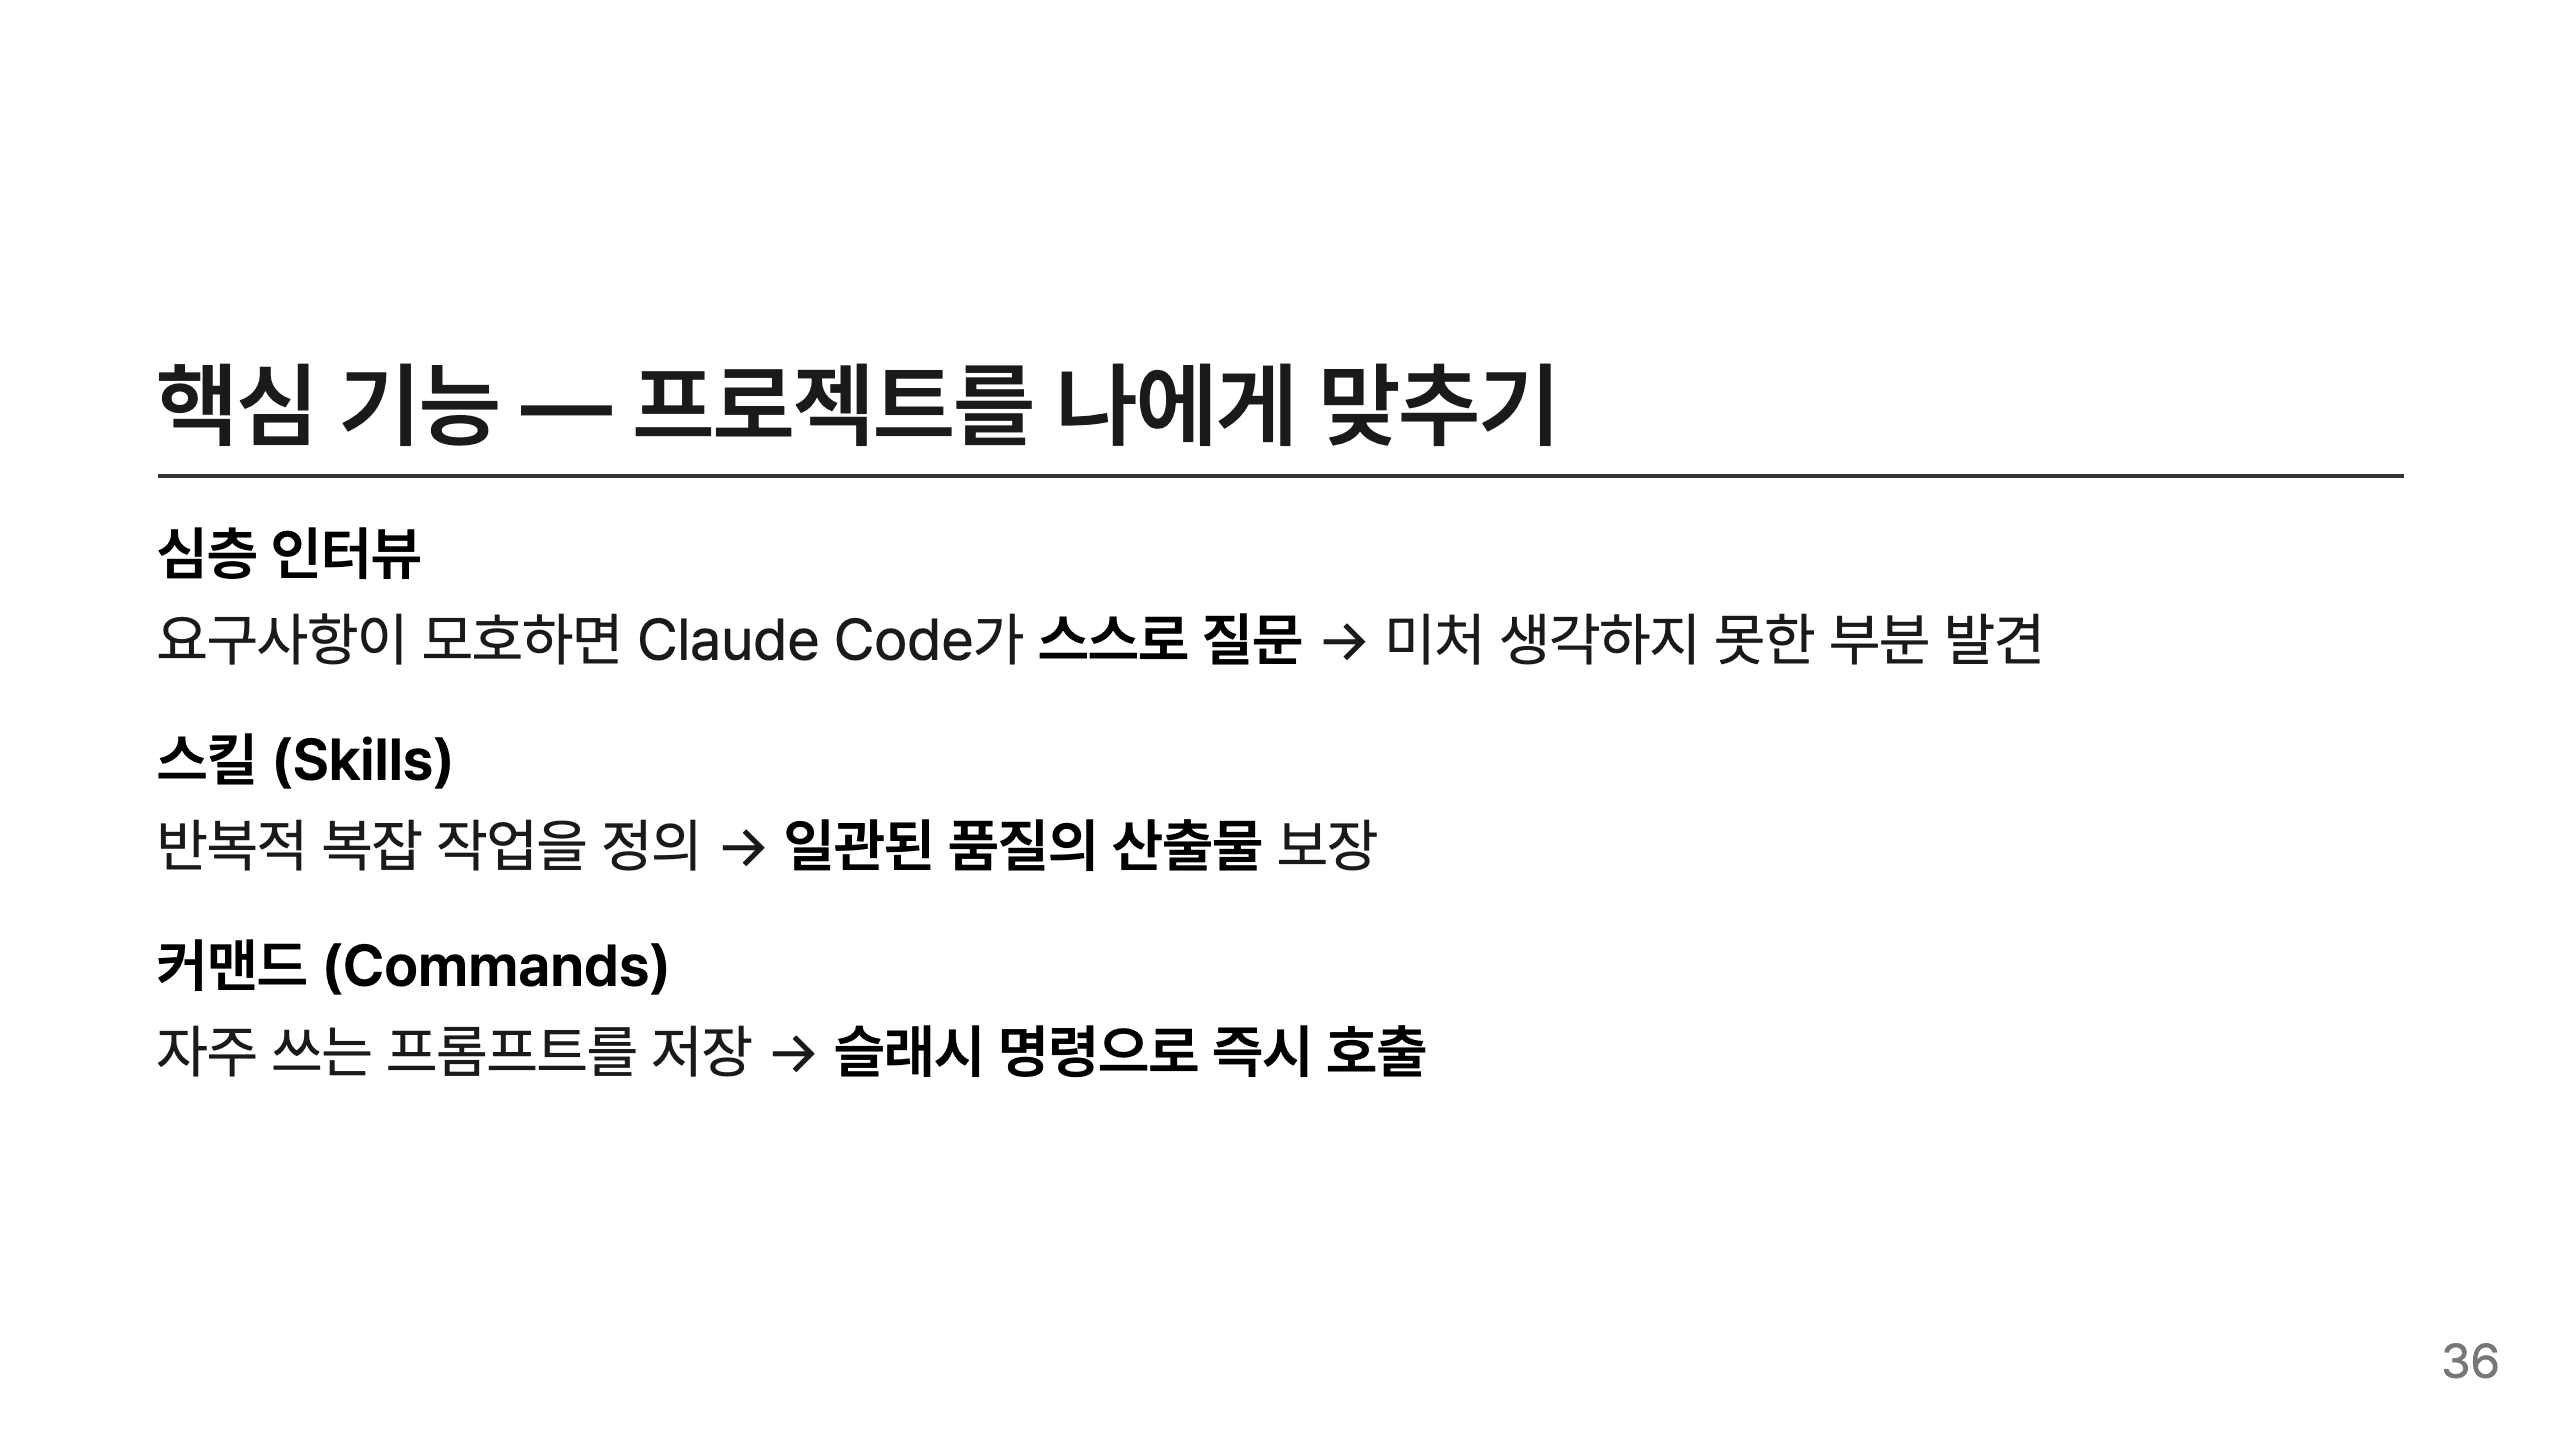 핵심 기능 — 프로젝트를 나에게 맞추기
심층 인터뷰
요구사항이 모호하면 Claude Code가 스스로 질문 → 미처 생각하지 못한 부분 발견
스킬 (Skills)
반복적 복잡 작업을 정의 → 일관된 품질의 산출물 보장
커맨드 (Commands)
자주 쓰는 프롬프트를 저장 → 슬래시 명령으로 즉시 호출
36